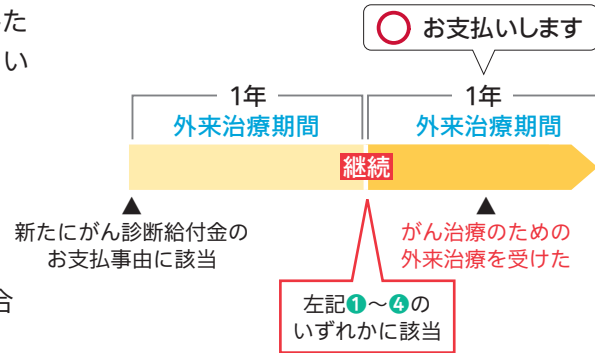 た
い
合
お支払いします
1年
外来治療期間
1年
外来治療期間
継続
▲
新たにがん診断給付金の
お支払事由に該当
▲
がん治療のための
外来治療を受けた
左記❶～❹の
いずれかに該当